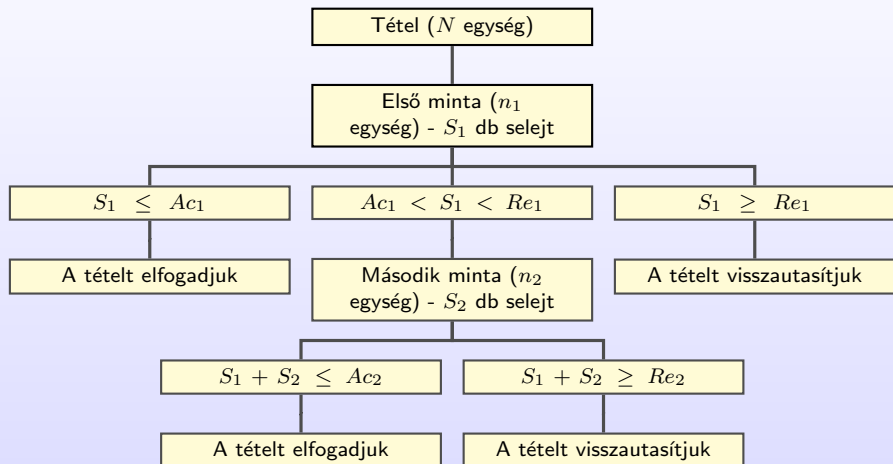 Tétel (N egység)
Első minta (n₁
egység) - S₁ db selejt
S₁ ≤ Ac₁
Ac₁ < S₁ < Re₁
S₁ ≥ Re₁
A tételt elfogadjuk
Második minta (n₂
egység) - S₂ db selejt
A tételt visszautasítjuk
S₁ + S₂ ≤ Ac₂
S₁ + S₂ ≥ Re₂
A tételt elfogadjuk
A tételt visszautasítjuk